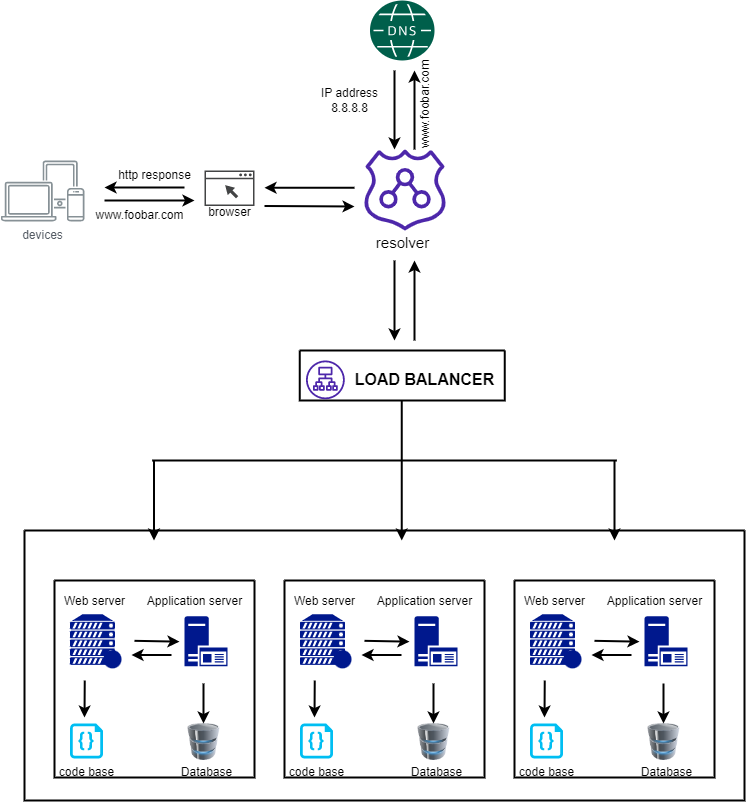 DNS
IP address
8.8.8.8
www.foobar.com
http response
www.foobar.com
browser
devices
resolver
LOAD BALANCER
Web server
Application server
Web server
Application server
Web server
Application server
{}
{}
{}
code base
Database
code base
Database
code base
Database